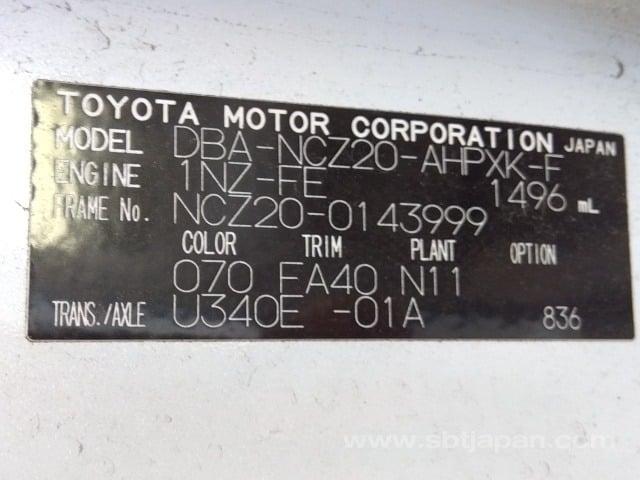 TOYOTA MOTOR CORPORATION JAPAN
MODEL DBA-NCZ20-AHPXK-F
ENGINE 1NZ-FE 1496 mL
FRAME No. NCZ20-0143999
COLOR TRIM PLANT OPTION
070 FA40 N11
TRANS./AXLE U340E -01A 836
www.sbtjapan.com